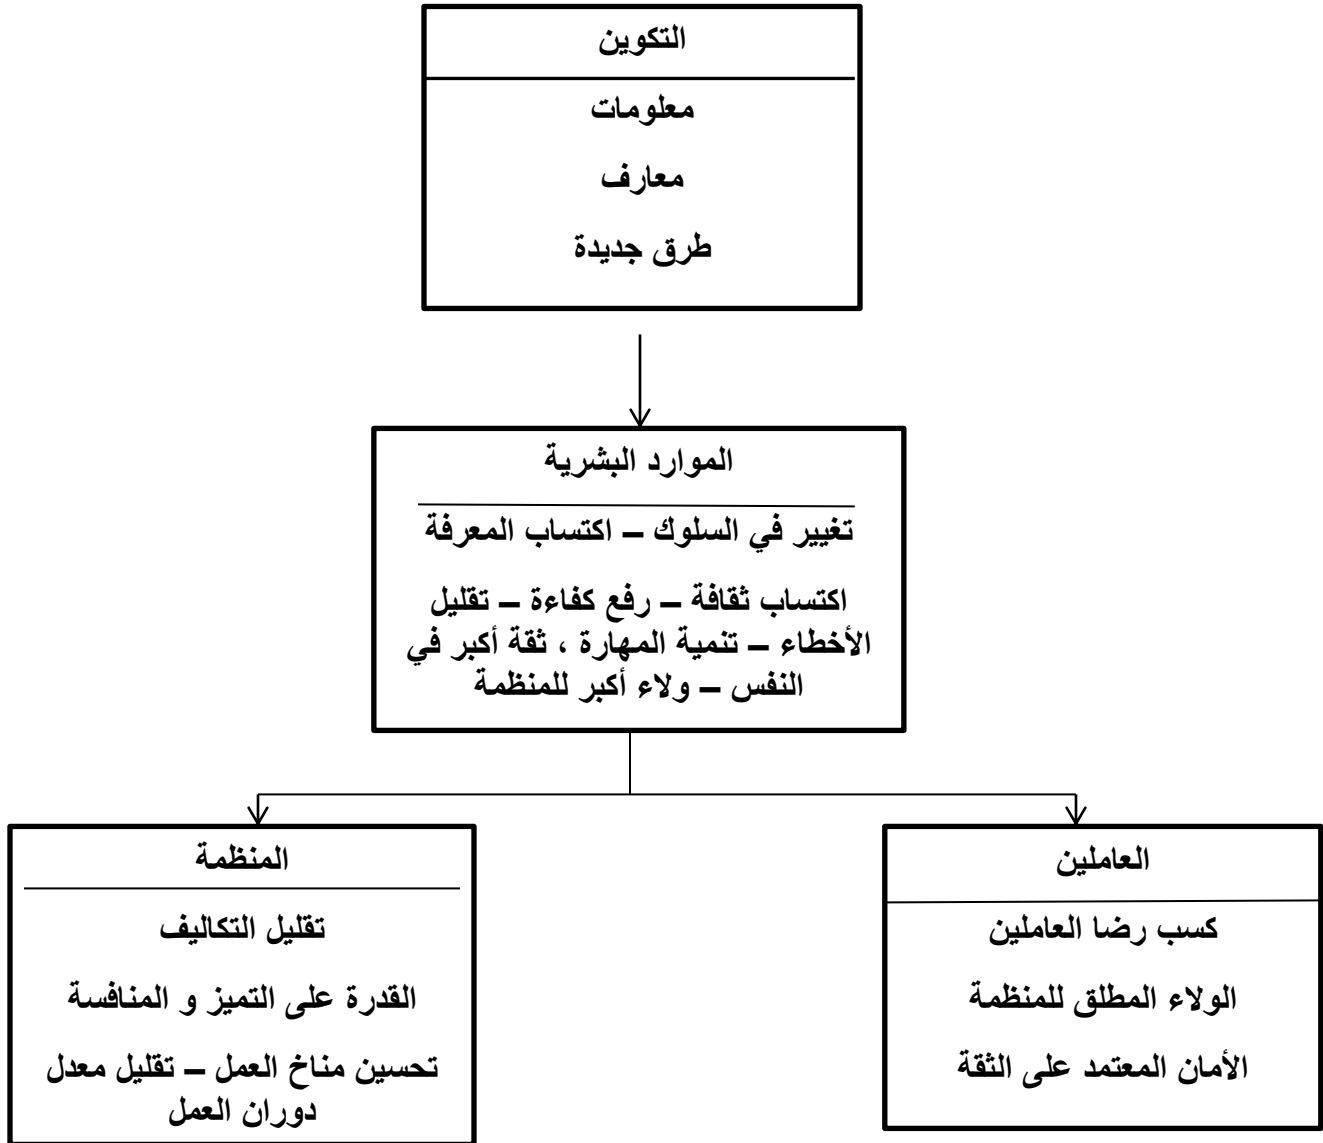 التكوين
معلومات
معارف
طرق جديدة
الموارد البشرية
تغيير في السلوك – اكتساب المعرفة
اكتساب ثقافة – رفع كفاءة – تقليل
الأخطاء – تنمية المهارة ، ثقة أكبر في
النفس – ولاء أكبر للمنظمة
العاملين
كسب رضا العاملين
الولاء المطلق للمنظمة
الأمان المعتمد على الثقة
المنظمة
تقليل التكاليف
القدرة على التميز و المنافسة
تحسين مناخ العمل – تقليل معدل
دوران العمل